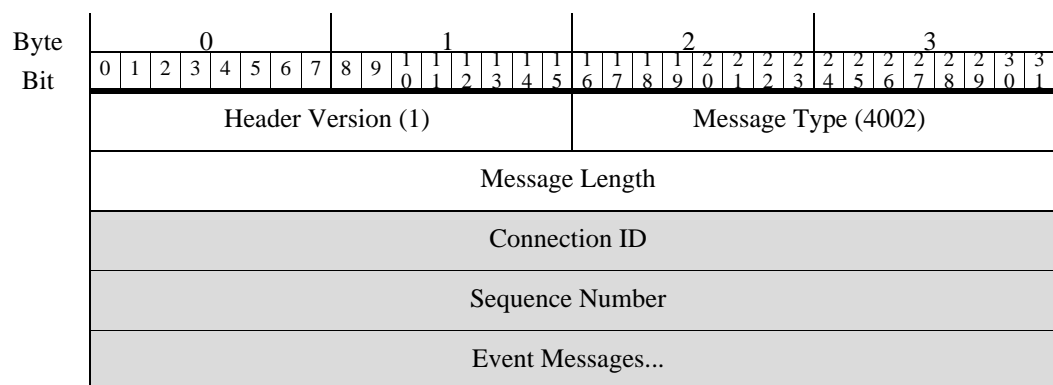 Byte 0 1 2 3
Bit 0 1 2 3 4 5 6 7 8 9 10 11 12 13 14 15 16 17 18 19 20 21 22 23 24 25 26 27 28 29 30 31
Header Version (1) Message Type (4002)
Message Length
Connection ID
Sequence Number
Event Messages...